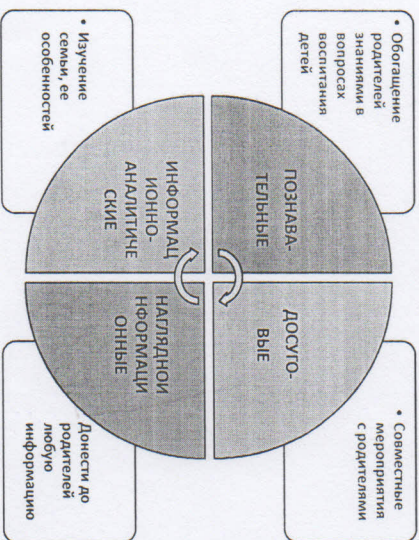 • Обогащение
родителей
знаниями в
вопросах
воспитания
детей
• Совместные
мероприятия
с родителями
ПОЗНАВА-
ТЕЛЬНЫЕ
ДОСУГО-
ВЫЕ
ИНФОРМАЦ
ИОННО-
АНАЛИТИЧЕ
СКИЕ
НАГЛЯДНОИ
НФОРМАЦИ
ОННЫЕ
• Изучение
семьи, ее
особенностей
Донести до
родителей
любую
информацию